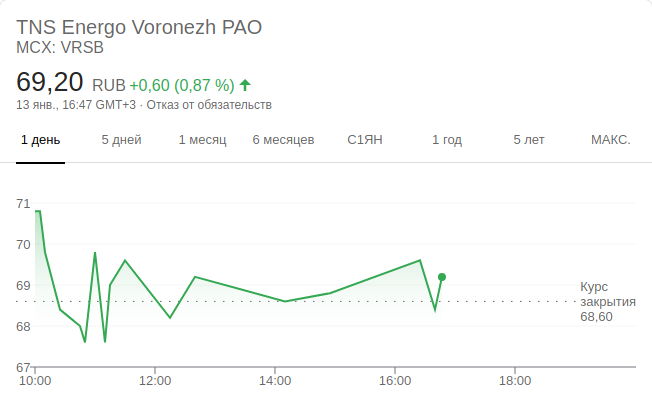 TNS Energo Voronezh PAO
MCX: VRSB
69,20 RUB +0,60 (0,87 %)
13 янв., 16:47 GMT+3 · Отказ от обязательств
1 день 5 дней 1 месяц 6 месяцев С1ЯН 1 год 5 лет МАКС.
71
70
69
68
67
Курс
закрытия
68,60
10:00 12:00 14:00 16:00 18:00